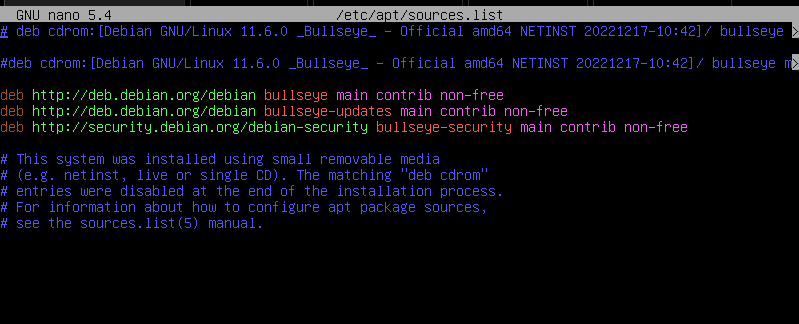 GNU nano 5.4 /etc/apt/sources.list
# deb cdrom:[Debian GNU/Linux 11.6.0 _Bullseye_ - Official amd64 NETINST 20221217-10:42]/ bullseye >
#deb cdrom:[Debian GNU/Linux 11.6.0 _Bullseye_ - Official amd64 NETINST 20221217-10:42]/ bullseye m>
deb http://deb.debian.org/debian bullseye main contrib non-free
deb http://deb.debian.org/debian bullseye-updates main contrib non-free
deb http://security.debian.org/debian-security bullseye-security main contrib non-free
# This system was installed using small removable media
# (e.g. netinst, live or single CD). The matching "deb cdrom"
# entries were disabled at the end of the installation process.
# For information about how to configure apt package sources,
# see the sources.list(5) manual.